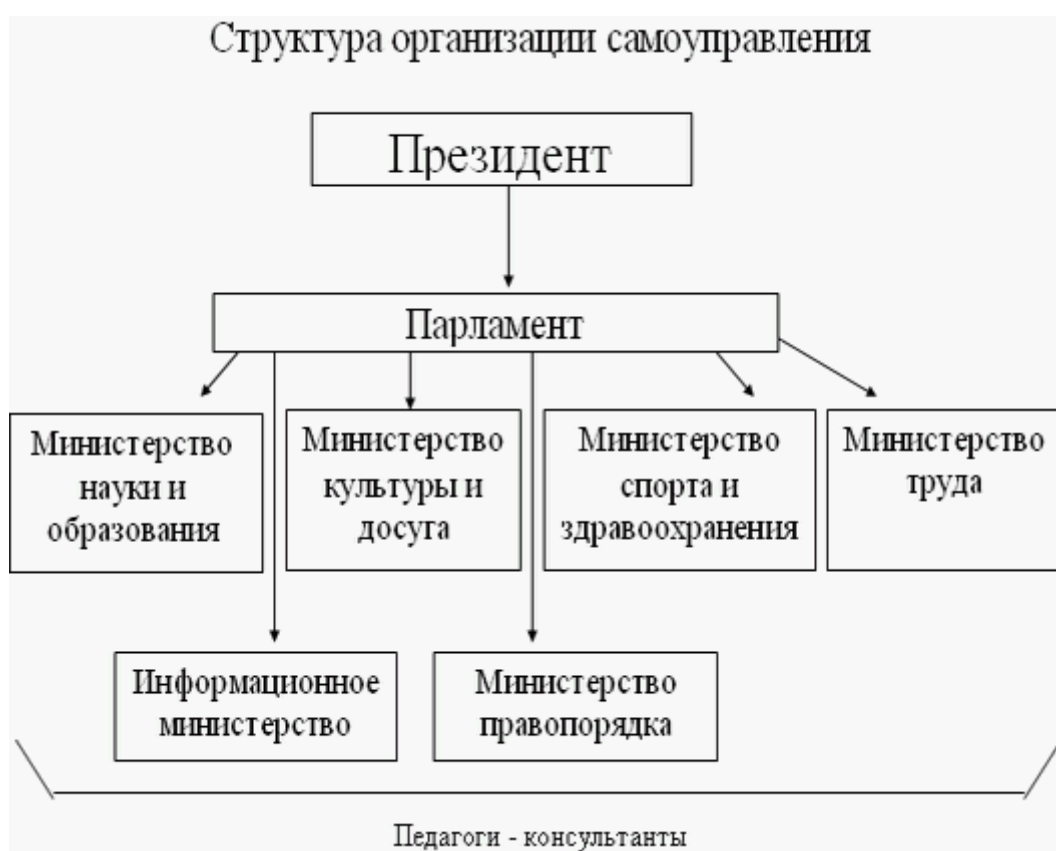 Структура организации самоуправления
Президент
Парламент
Министерство
науки и
образования
Министерство
культуры и
досуга
Министерство
спорта и
здравоохранения
Министерство
труда
Информационное
министерство
Министерство
правопорядка
Педагоги - консультанты